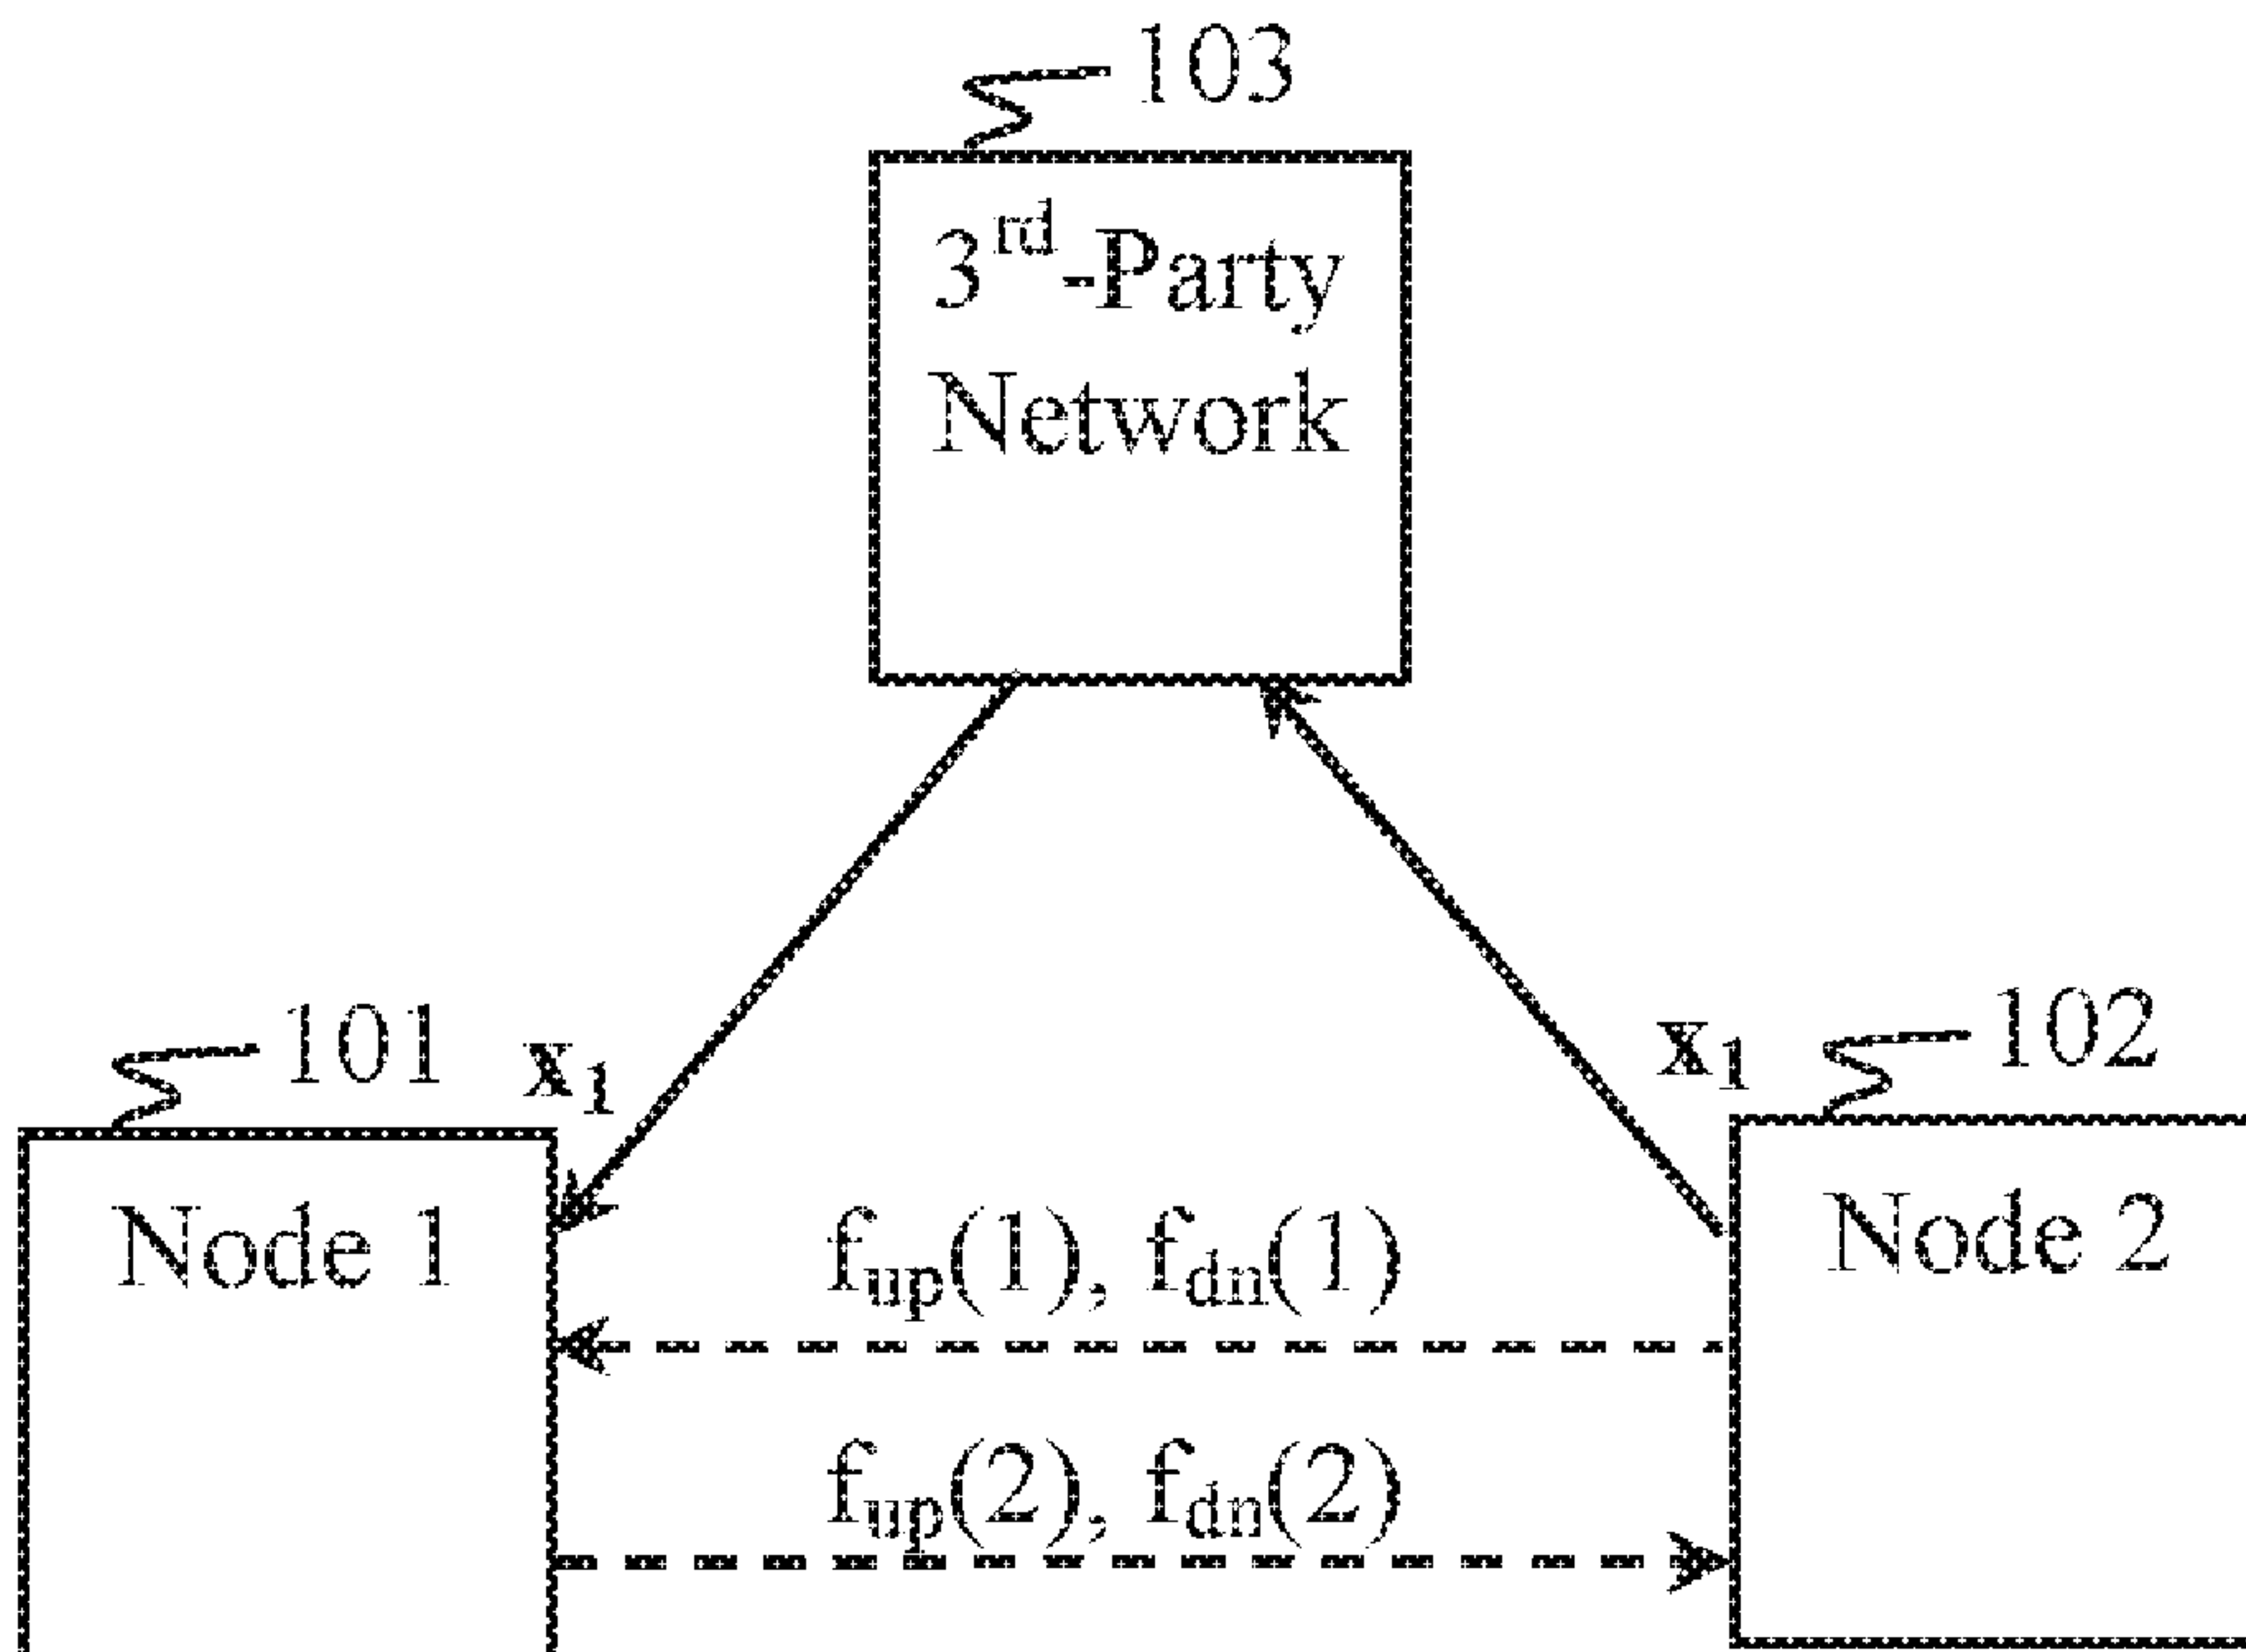 103
3rd-Party
Network
101
x1
x1
102
Node 1
fup(1), fdn(1)
Node 2
fup(2), fdn(2)